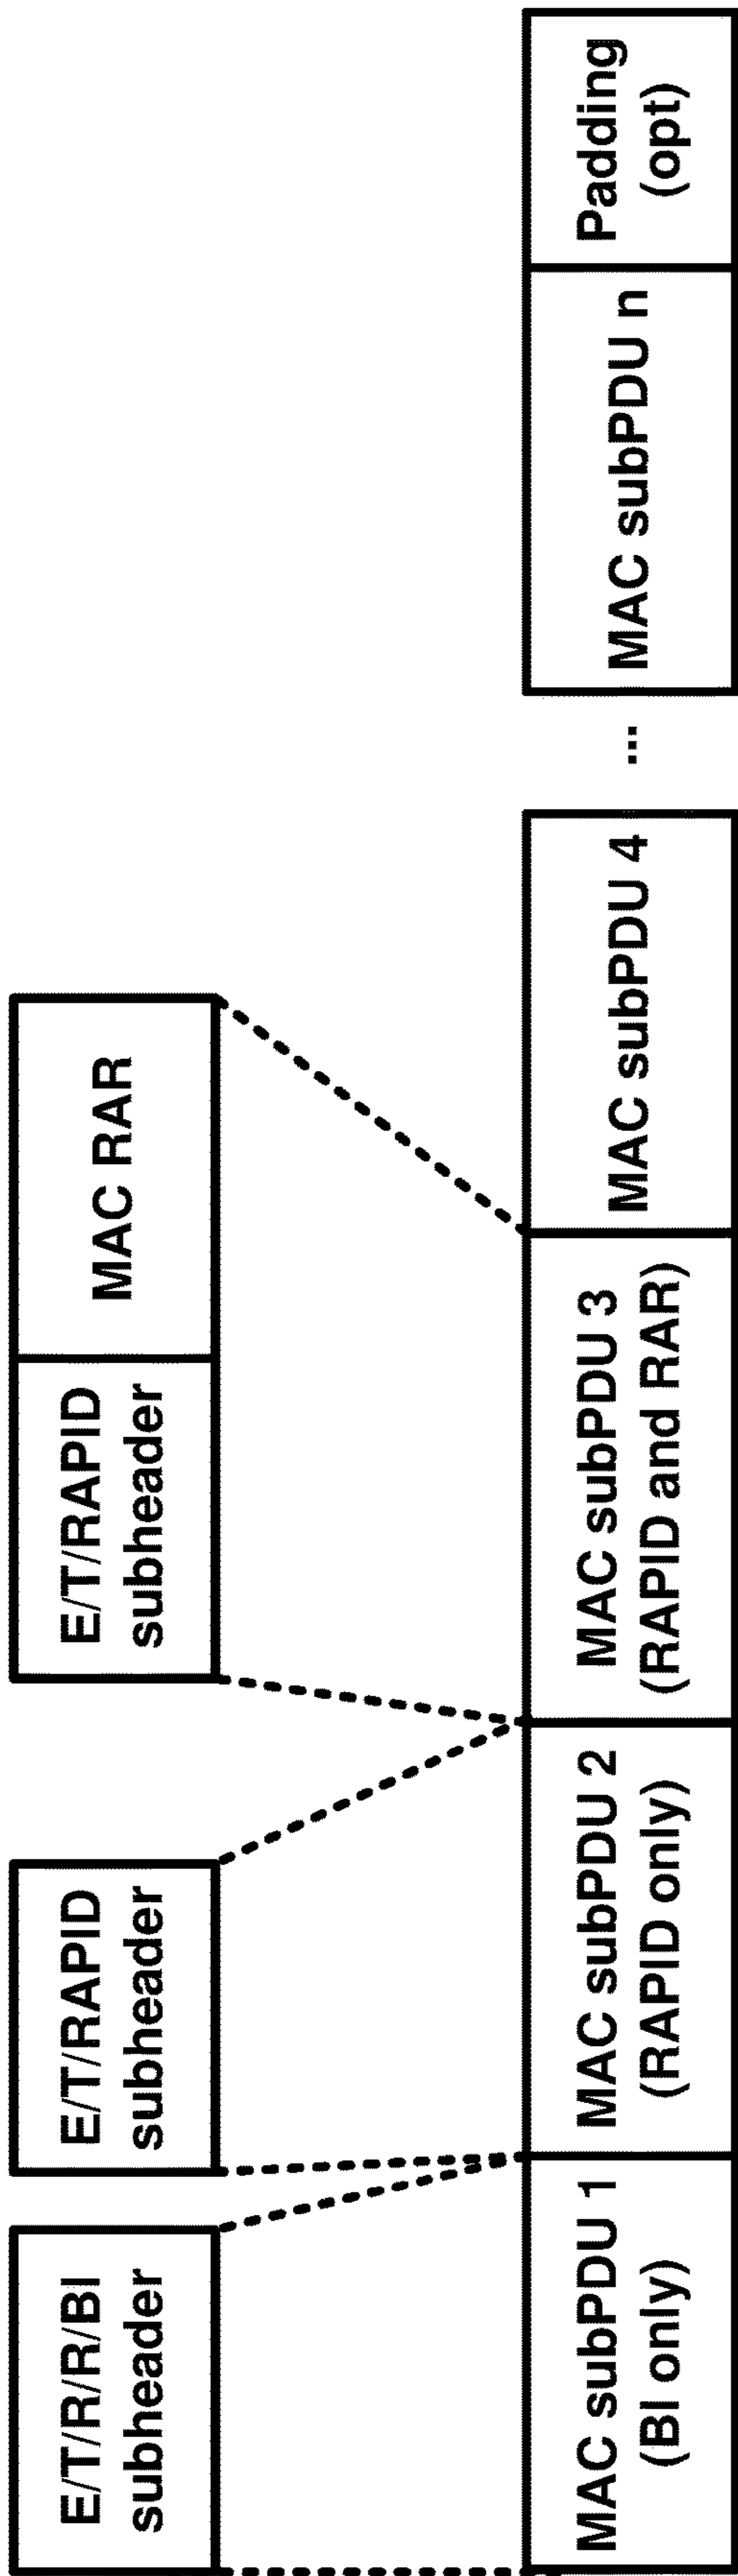 E/T/R/R/BI
subheader
E/T/RAPID
subheader
E/T/RAPID
subheader
MAC RAR
MAC subPDU 1
(BI only)
MAC subPDU 2
(RAPID only)
MAC subPDU 3
(RAPID and RAR)
MAC subPDU 4
...
MAC subPDU n
Padding
(opt)